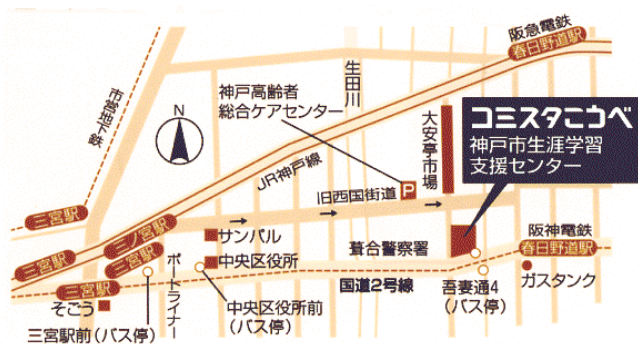 阪急電鉄
春日野道駅
生田川
市営地下鉄
神戸高齢者
総合ケアセンター
N
コミスタこうべ
神戸市生涯学習
支援センター
大安亭市場
JR神戸線
P
旧西国街道
三宮駅
三ノ宮駅
サンパル
葺合警察署
阪神電鉄
春日野道駅
三宮駅
三宮駅
中央区役所
ポートライナー
国道2号線
ガスタンク
三宮駅
そごう
中央区役所前
(バス停)
吾妻通4
(バス停)
三宮駅前(バス停)